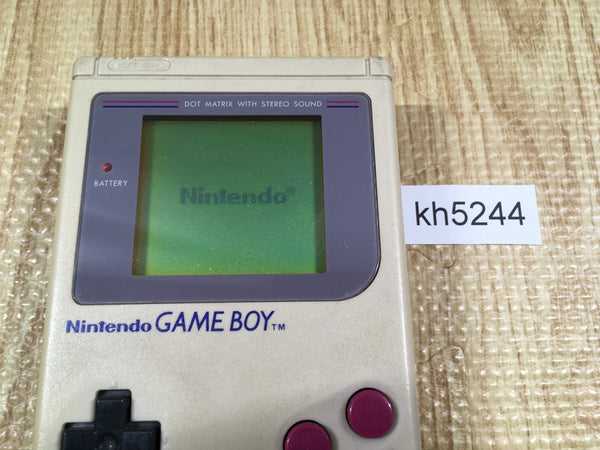 DOT MATRIX WITH STEREO SOUND
BATTERY
Nintendo®
kh5244
Nintendo GAME BOY™